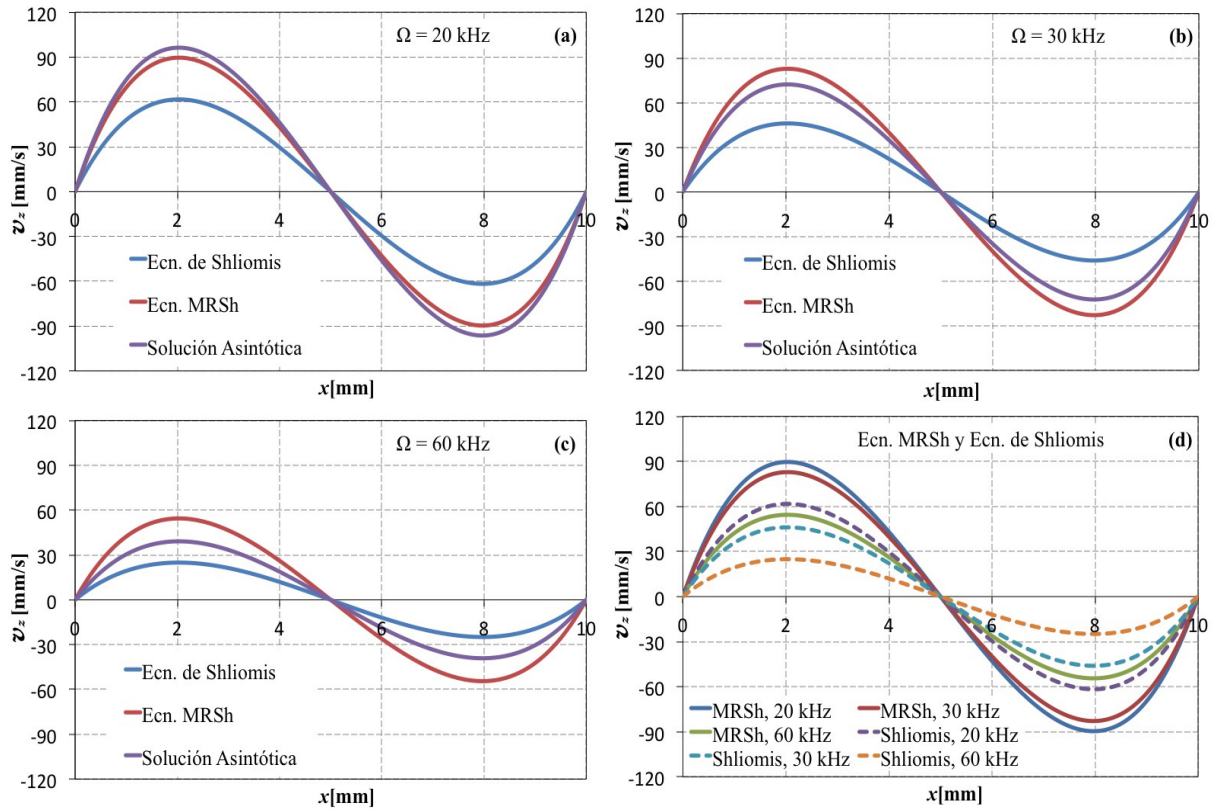 Ω = 20 kHz
(a)
120
90
60
30
0
-30
-60
-90
-120
0 2 4 6 8 10
v_z [mm/s]
Ecn. de Shliomis
Ecn. MRSh
Solución Asintótica
x[mm]
Ω = 30 kHz
(b)
120
90
60
30
0
-30
-60
-90
-120
0 2 4 6 8 10
v_z [mm/s]
Ecn. de Shliomis
Ecn. MRSh
Solución Asintótica
x[mm]
Ω = 60 kHz
(c)
120
90
60
30
0
-30
-60
-90
-120
0 2 4 6 8 10
v_z [mm/s]
Ecn. de Shliomis
Ecn. MRSh
Solución Asintótica
x[mm]
Ecn. MRSh y Ecn. de Shliomis
(d)
120
90
60
30
0
-30
-60
-90
-120
0 2 4 6 8 10
v_z [mm/s]
MRSh, 20 kHz MRSh, 30 kHz
MRSh, 60 kHz Shliomis, 20 kHz
Shliomis, 30 kHz Shliomis, 60 kHz
x[mm]